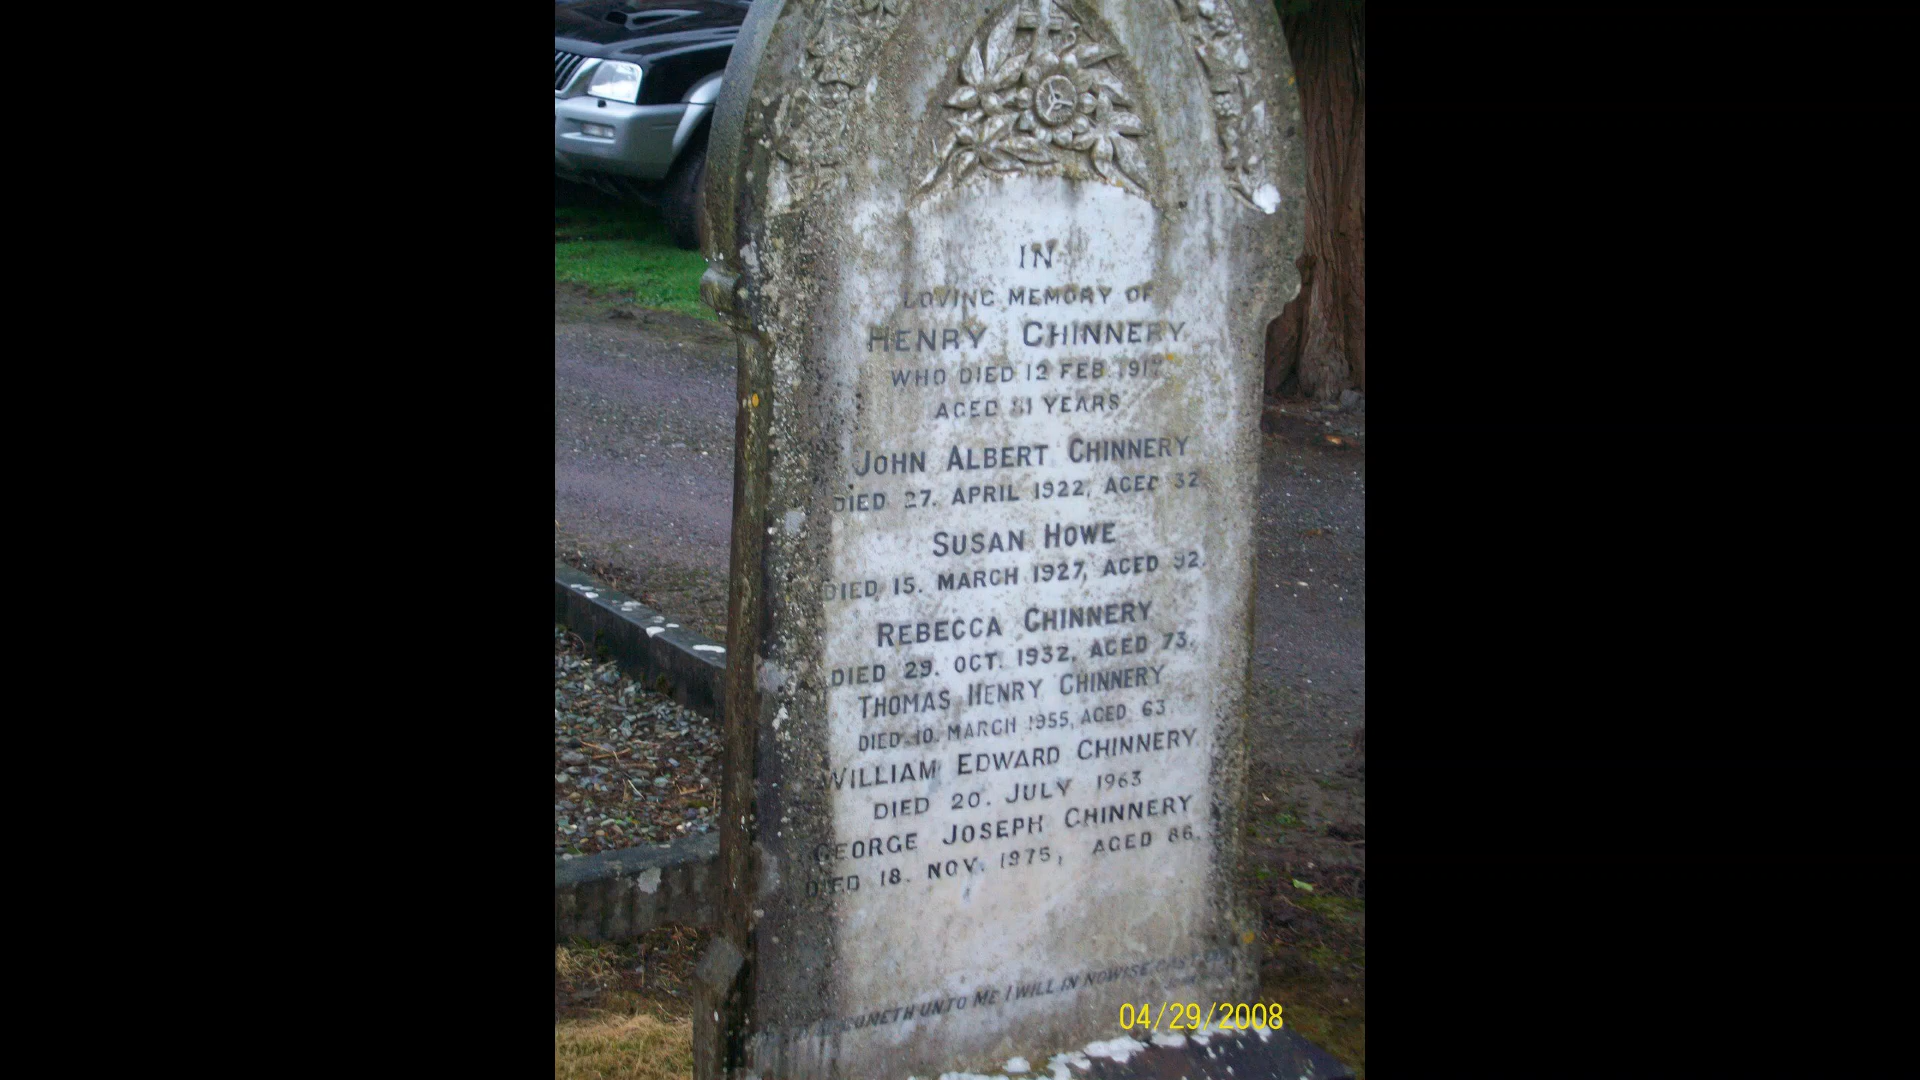 IN
LOVING MEMORY OF
HENRY CHINNERY
WHO DIED 12 FEB.
AGED YEARS
JOHN ALBERT CHINNERY
DIED 27. APRIL 1922, AGED 32
SUSAN HOWE
DIED 15. MARCH 1927, AGED 92.
REBECCA CHINNERY
DIED 29. OCT. 1932, AGED 73.
THOMAS HENRY CHINNERY
DIED 10. MARCH 1955, AGED 63
WILLIAM EDWARD CHINNERY
DIED 20. JULY 1963
GEORGE JOSEPH CHINNERY
DIED 18. NOV. 1975, AGED 86.
COMETH UNTO ME I WILL IN NOWISE CAST
04/29/2008